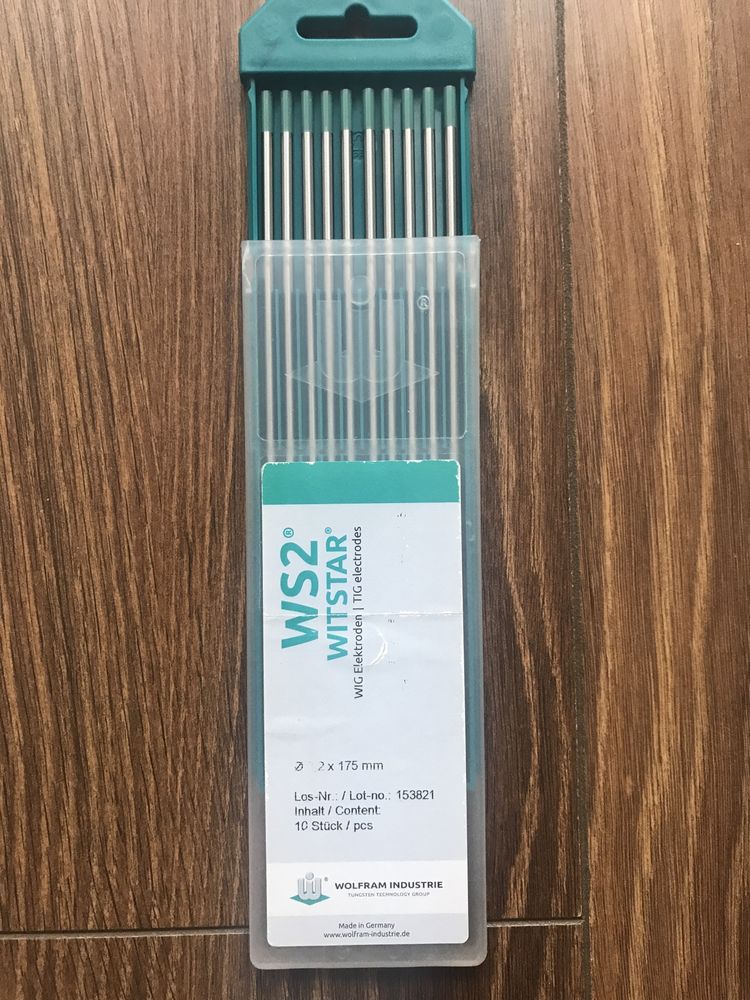 WS2®
WITSTAR®
WIG Elektroden | TIG electrodes
Ø ,2 x 175 mm
Los-Nr.: / Lot-no.: 153821
Inhalt / Content:
10 Stück / pcs
WOLFRAM INDUSTRIE
TUNGSTEN TECHNOLOGY GROUP
Made in Germany
www.wolfram-industrie.de